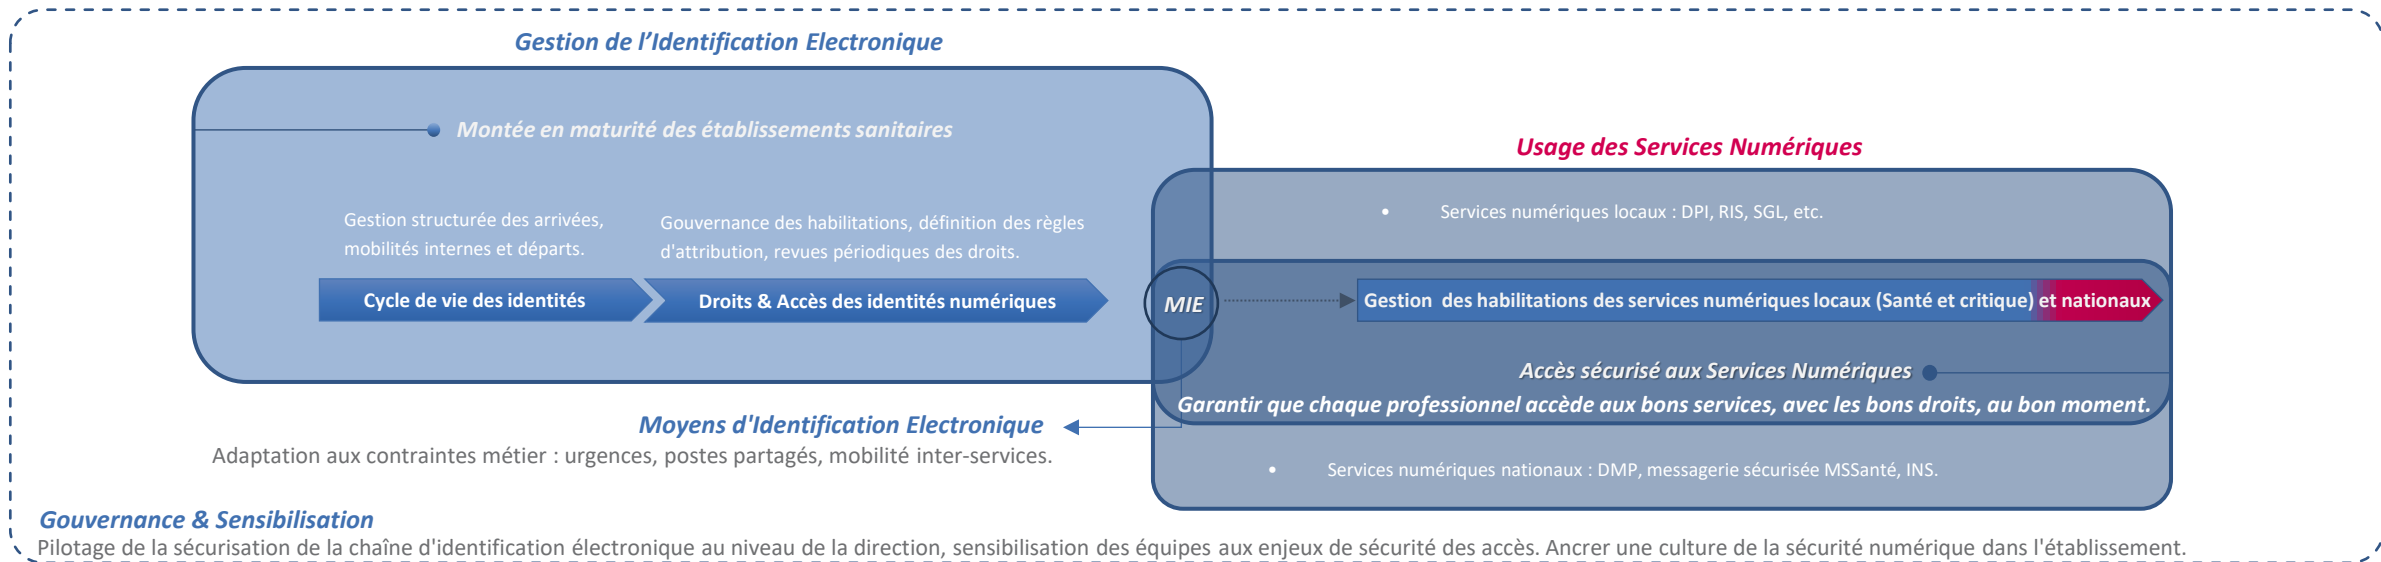 Gestion de l’Identification Electronique
Montée en maturité des établissements sanitaires
Gestion structurée des arrivées,
mobilités internes et départs.
Gouvernance des habilitations, définition des règles
d'attribution, revues périodiques des droits.
Cycle de vie des identités
Droits & Accès des identités numériques
MIE
Usage des Services Numériques
• Services numériques locaux : DPI, RIS, SGL, etc.
Gestion des habilitations des services numériques locaux (Santé et critique) et nationaux
Accès sécurisé aux Services Numériques
Garantir que chaque professionnel accède aux bons services, avec les bons droits, au bon moment.
• Services numériques nationaux : DMP, messagerie sécurisée MSSanté, INS.
Moyens d'Identification Electronique
Adaptation aux contraintes métier : urgences, postes partagés, mobilité inter-services.
Gouvernance & Sensibilisation
Pilotage de la sécurisation de la chaîne d'identification électronique au niveau de la direction, sensibilisation des équipes aux enjeux de sécurité des accès. Ancrer une culture de la sécurité numérique dans l'établissement.